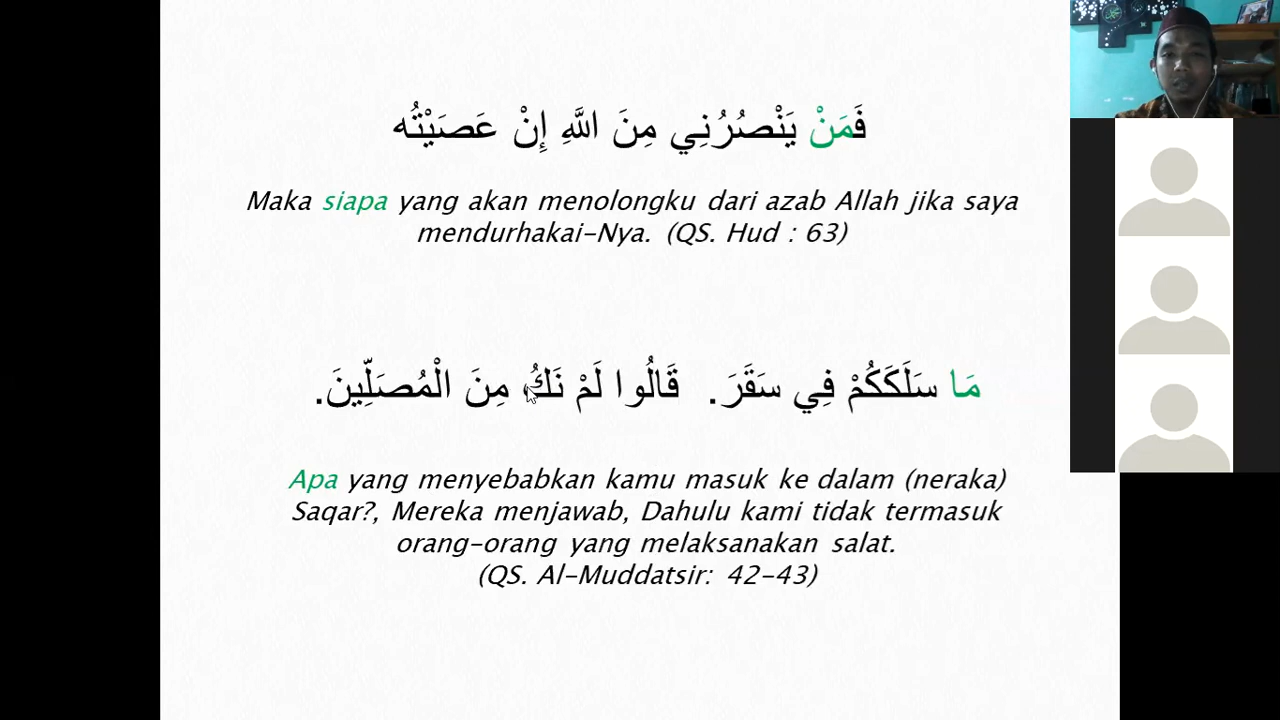 فَمَنْ يَنْصُرُنِي مِنَ اللَّهِ إِنْ عَصَيْتُه
Maka siapa yang akan menolongku dari azab Allah jika saya
mendurhakai-Nya. (QS. Hud : 63)
مَا سَلَكَكُمْ فِي سَقَرَ. قَالُوا لَمْ نَكُ مِنَ الْمُصَلِّينَ.
Apa yang menyebabkan kamu masuk ke dalam (neraka)
Saqar?, Mereka menjawab, Dahulu kami tidak termasuk
orang-orang yang melaksanakan salat.
(QS. Al-Muddatsir: 42-43)